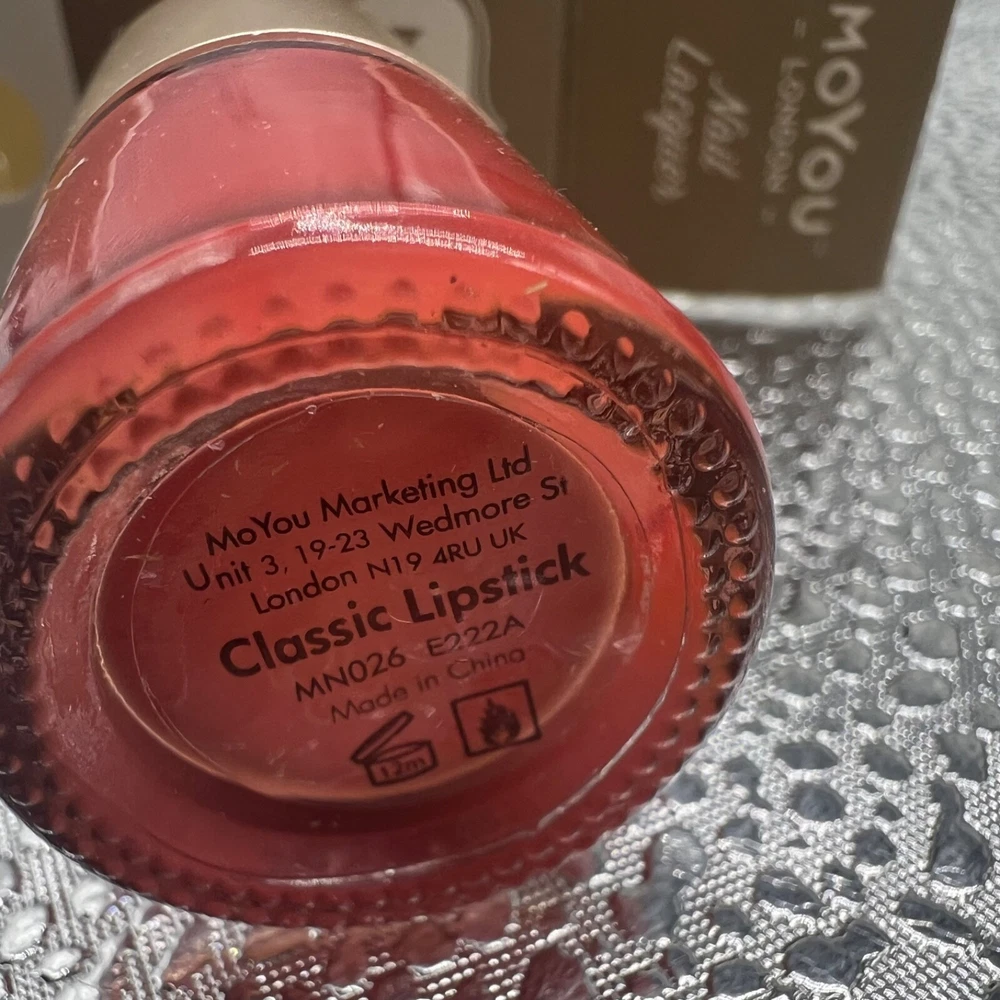 MOYOU
- LONDON -
Nail
Lacquer
MoYou Marketing Ltd
Unit 3, 19-23 Wedmore St
London N19 4RU UK
Classic Lipstick
MN026 E222A
Made in China
12m